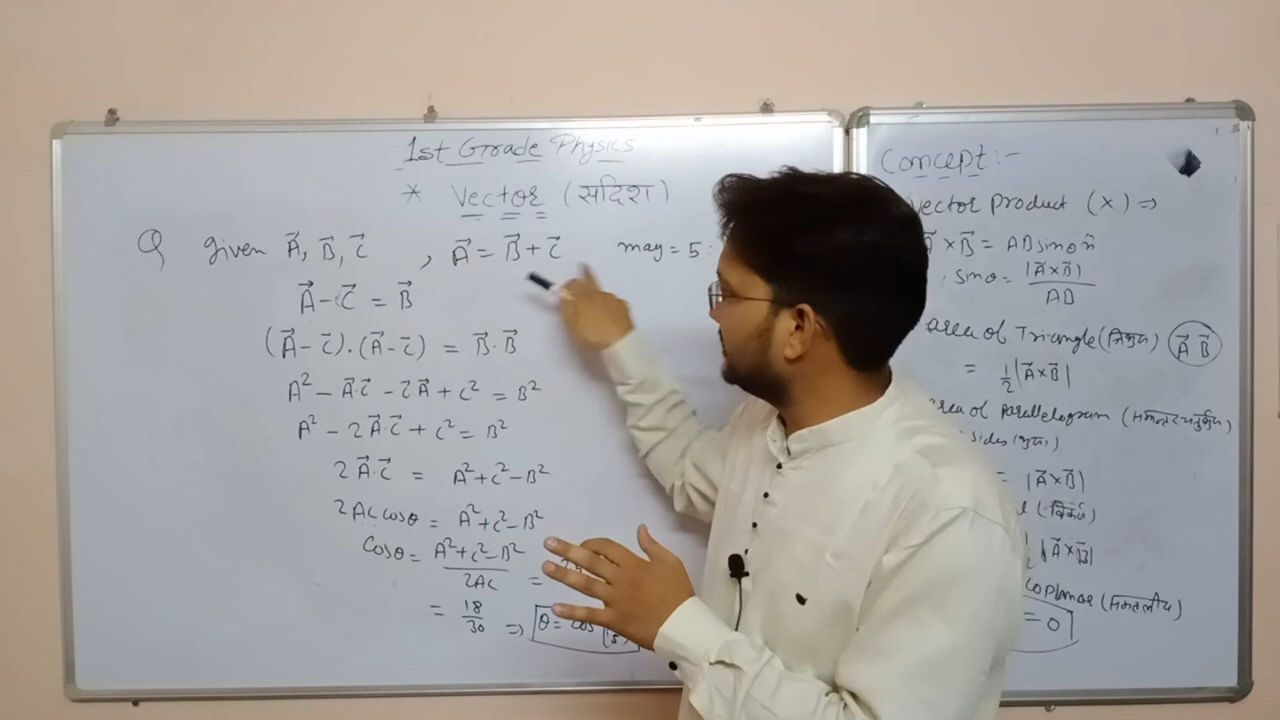 1st Grade Physics
* Vector (सदिश)
Q given A⃗, B⃗, C⃗ , A⃗ = B⃗ + C⃗ may = 5 :
A⃗ - C⃗ = B⃗
(A⃗ - C⃗).(A⃗ - C⃗) = B⃗.B⃗
A² - A⃗C⃗ - C⃗.A⃗ + C² = B²
A² - 2A⃗.C⃗ + C² = B²
2A⃗.C⃗ = A² + C² - B²
2AC cosθ = A² + C² - B²
Cosθ = A² + C² - B² / 2AC =
= 18/30 => θ = cos
Concept :-
Vector Product (×) =>
A⃗ × B⃗ = AB sinθ n̂
sinθ = |A⃗ × B⃗| / AB
area of Triangle (त्रिभुज) A⃗ B⃗
= ½ |A⃗ × B⃗|
area of Parallelogram (समान्तर चतुर्भुज)
sides (भुजा)
= |A⃗ × B⃗|
(विकर्ण)
½ |A⃗ × B⃗|
coplanar (समतलीय)
= 0